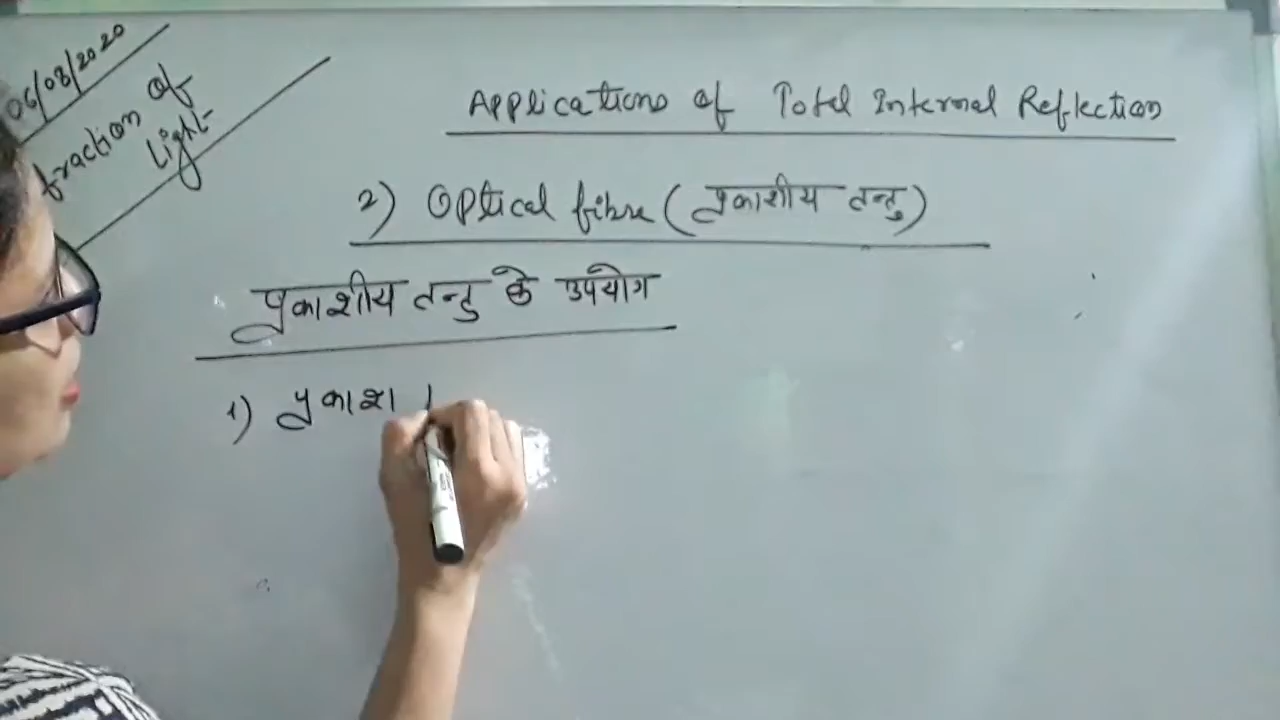 06/08/2020
fraction of
light
Applications of Total Internal Reflection
2) Optical fibre (प्रकाशीय तन्तु)
प्रकाशीय तन्तु के उपयोग
1) प्रकाश